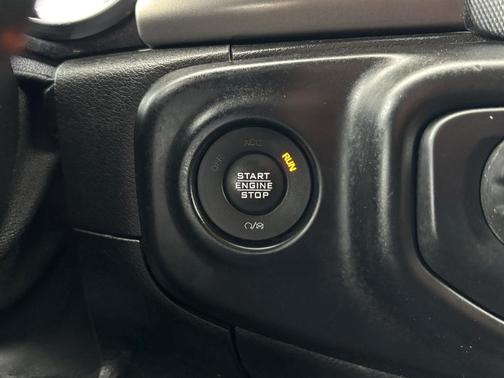 ACC
OFF
RUN
START
ENGINE
STOP